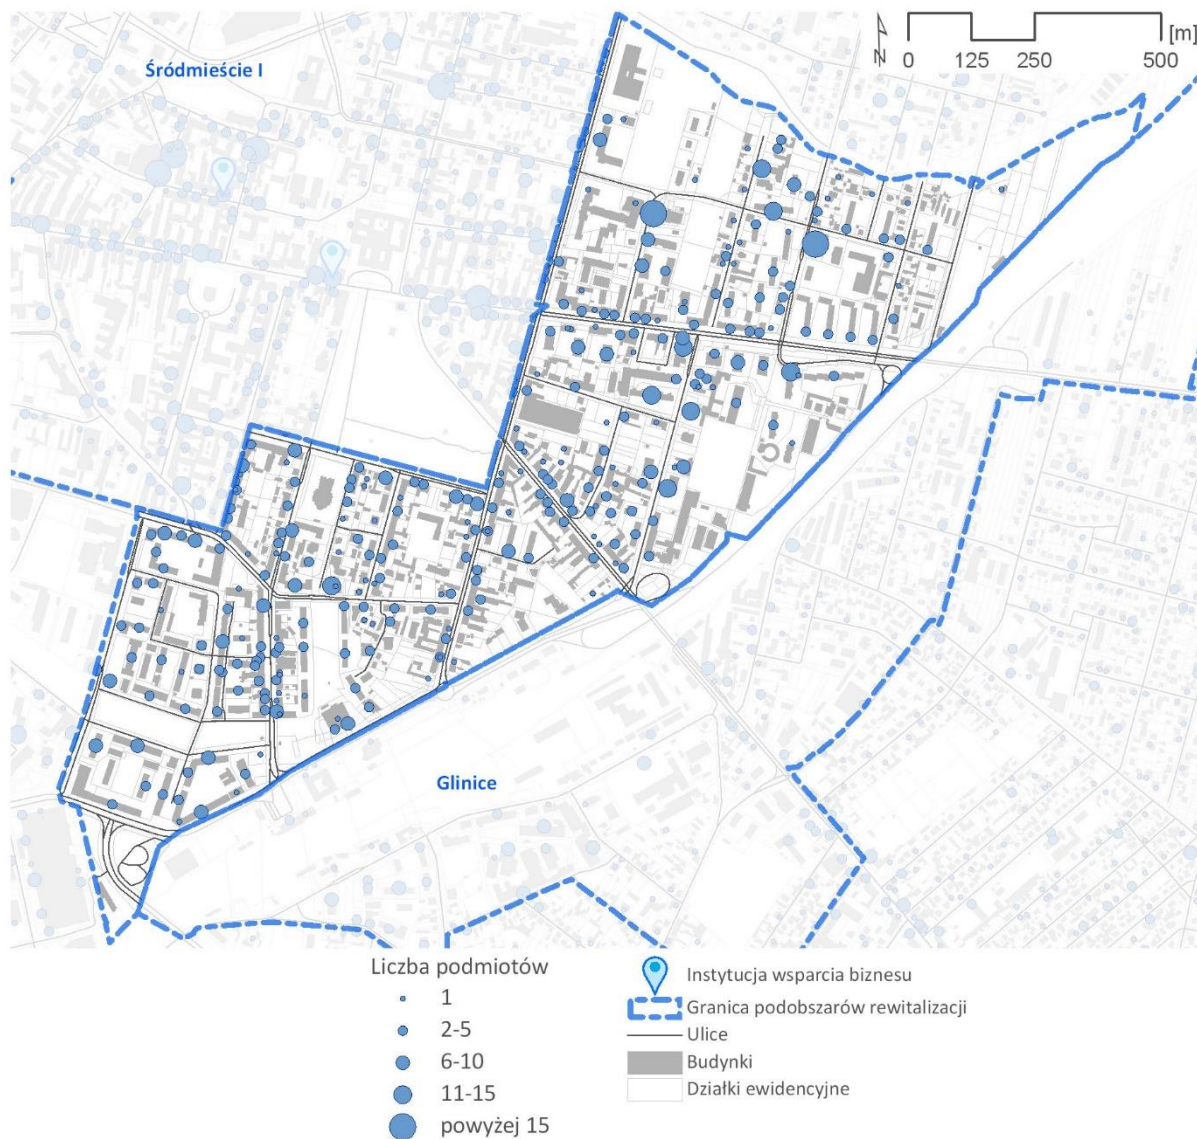 Śródmieście I
[m]
0 125 250 500
N
Glinice
Liczba podmiotów
1
2-5
6-10
11-15
powyżej 15
Instytucja wsparcia biznesu
Granica podobszarów rewitalizacji
Ulice
Budynki
Działki ewidencyjne